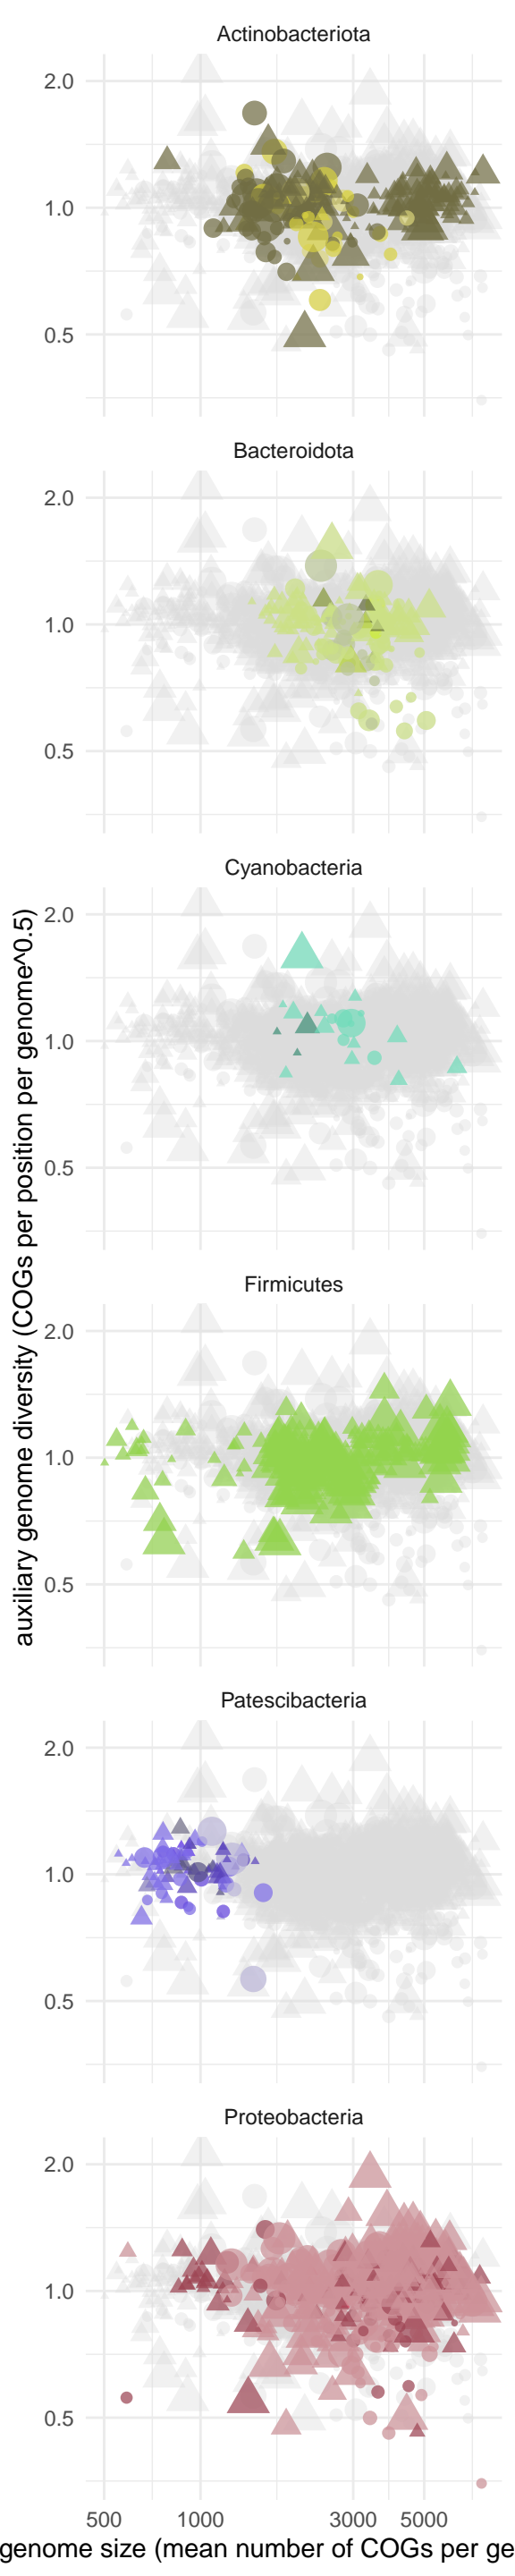 Actinobacteriota
2.0
1.0
0.5
Bacteroidota
2.0
1.0
0.5
Cyanobacteria
2.0
1.0
0.5
Firmicutes
2.0
1.0
0.5
Patescibacteria
2.0
1.0
0.5
Proteobacteria
2.0
1.0
0.5
500 1000 3000 5000
genome size (mean number of COGs per ge
auxiliary genome diversity (COGs per position per genome^0.5)